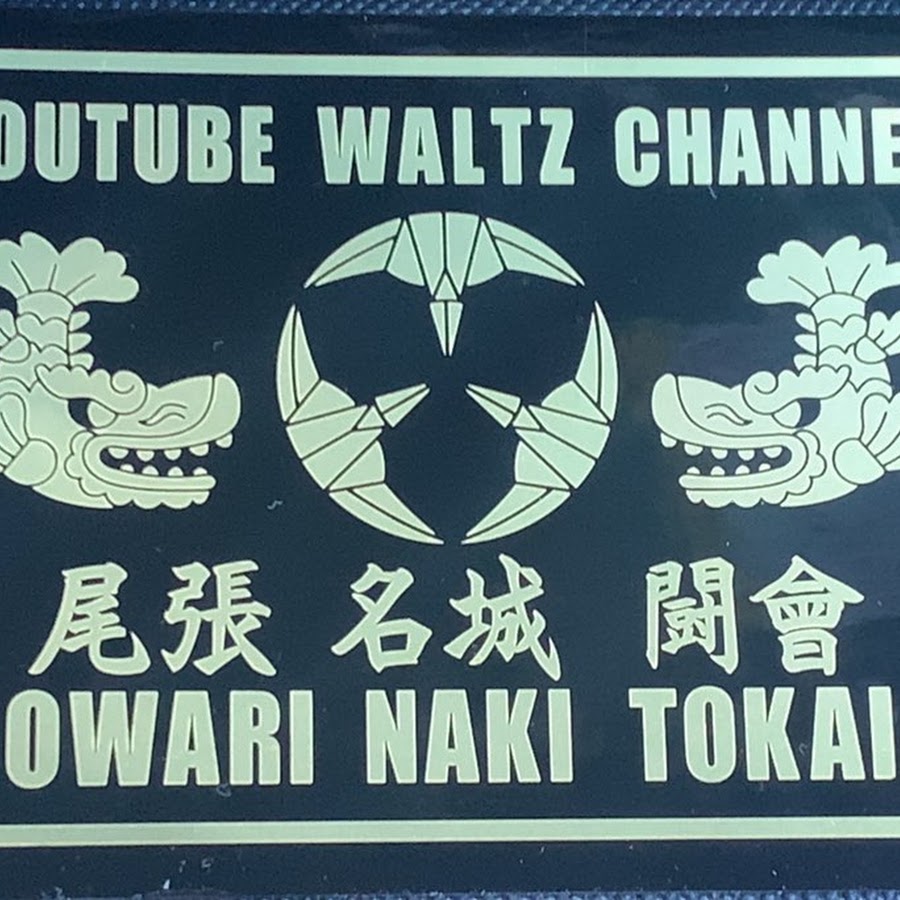 OUTUBE WALTZ CHANNE
尾張 名城 闘會
OWARI NAKI TOKAI